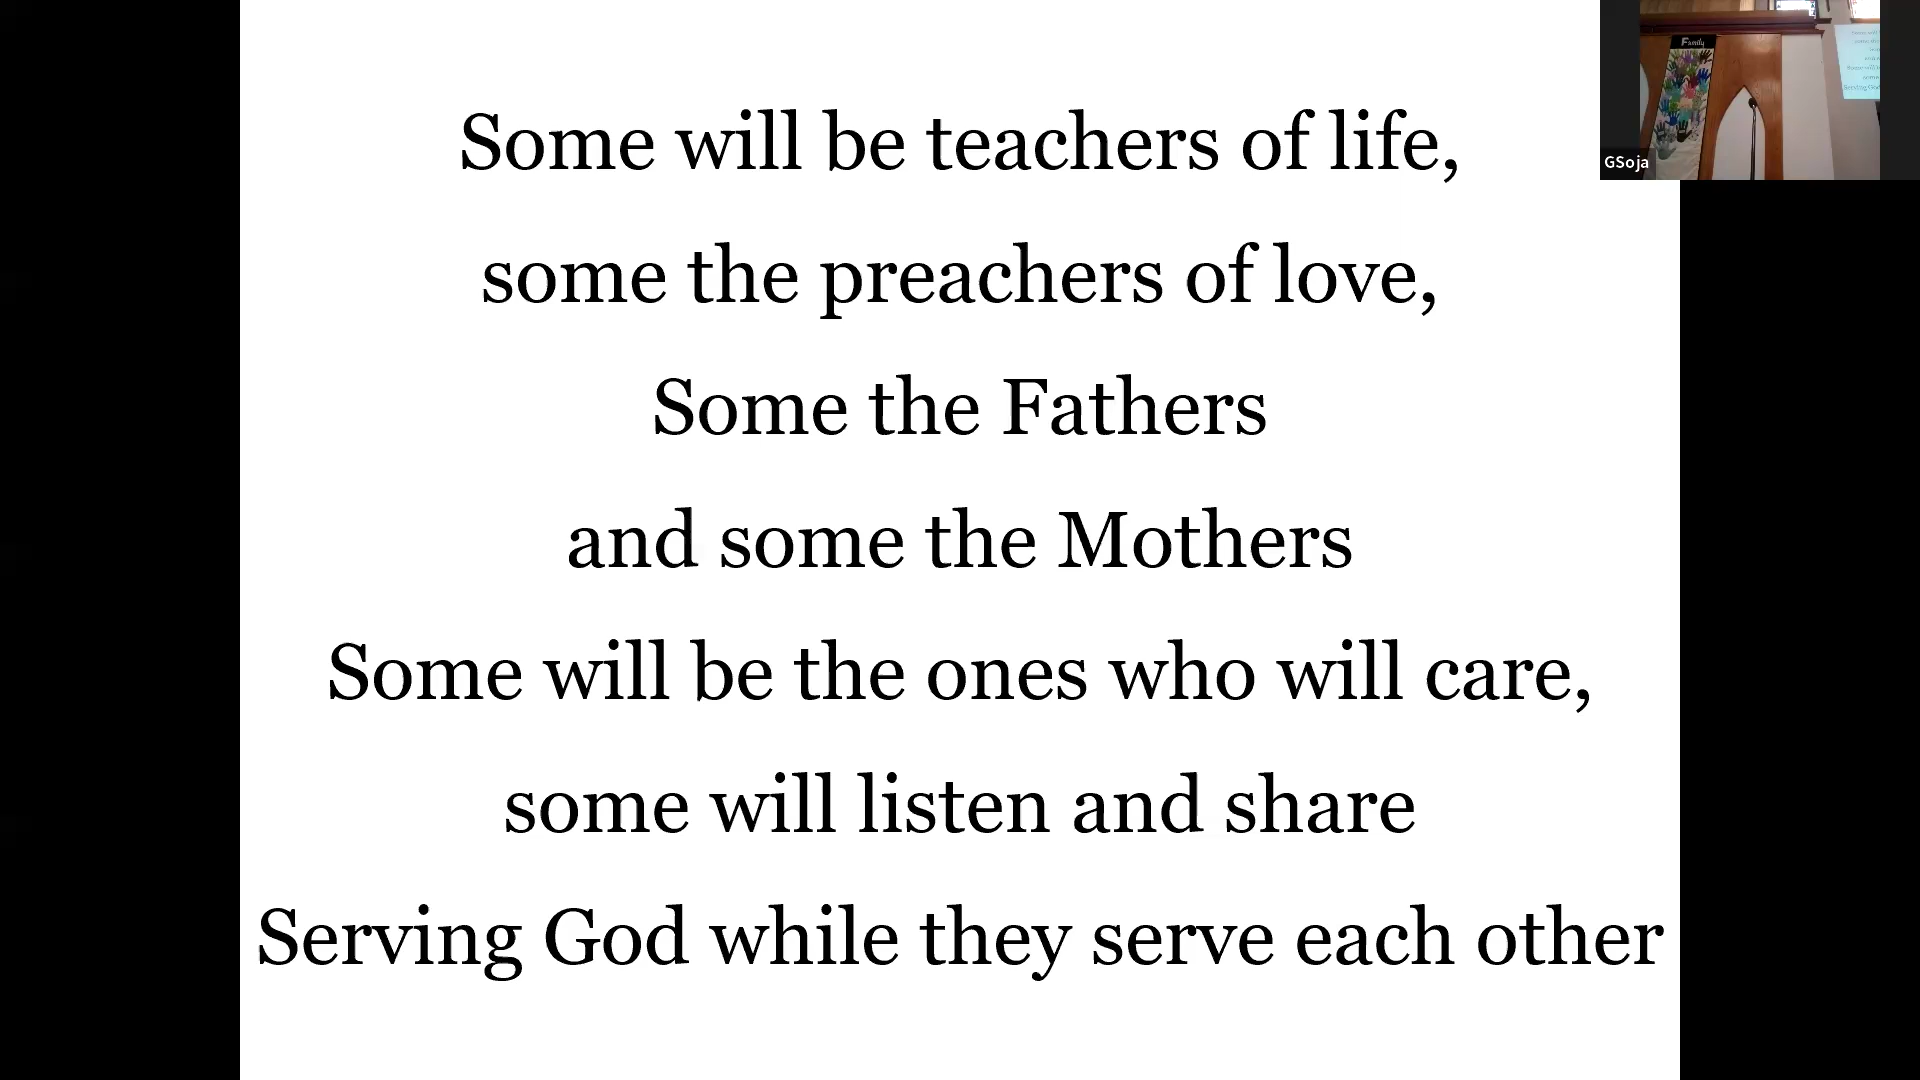 Some will be teachers of life,
some the preachers of love,
Some the Fathers
and some the Mothers
Some will be the ones who will care,
some will listen and share
Serving God while they serve each other
Family
GSoja